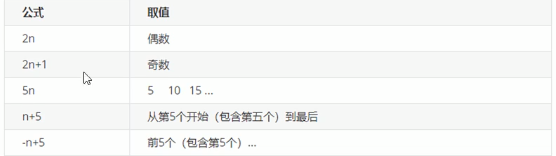 公式 取值
2n 偶数
2n+1 奇数
5n 5 10 15 ...
n+5 从第5个开始（包含第五个）到最后
-n+5 前5个（包含第5个）...